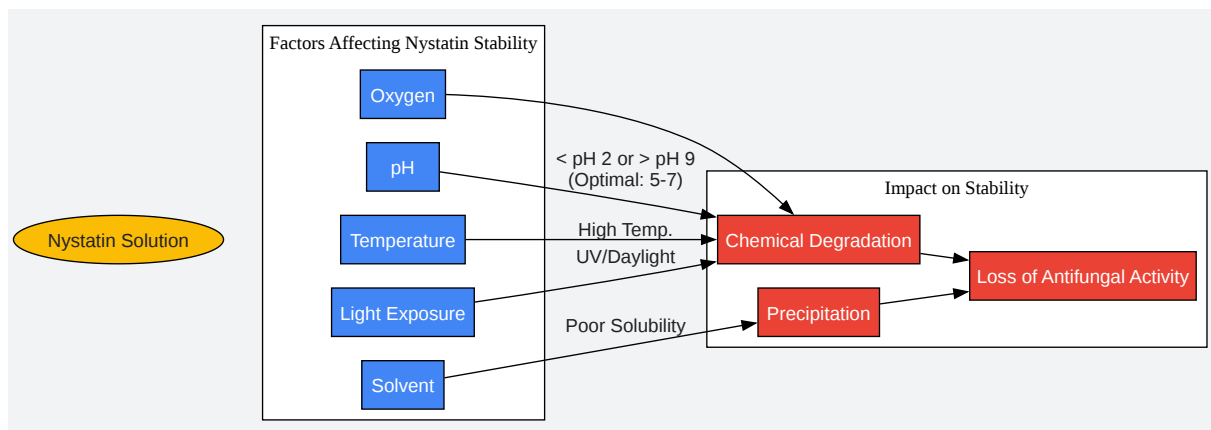 Factors Affecting Nystatin Stability
Oxygen
pH
Temperature
Light Exposure
Solvent
Nystatin Solution
< pH 2 or > pH 9
(Optimal: 5-7)
High Temp.
UV/Daylight
Poor Solubility
Impact on Stability
Chemical Degradation
Precipitation
Loss of Antifungal Activity